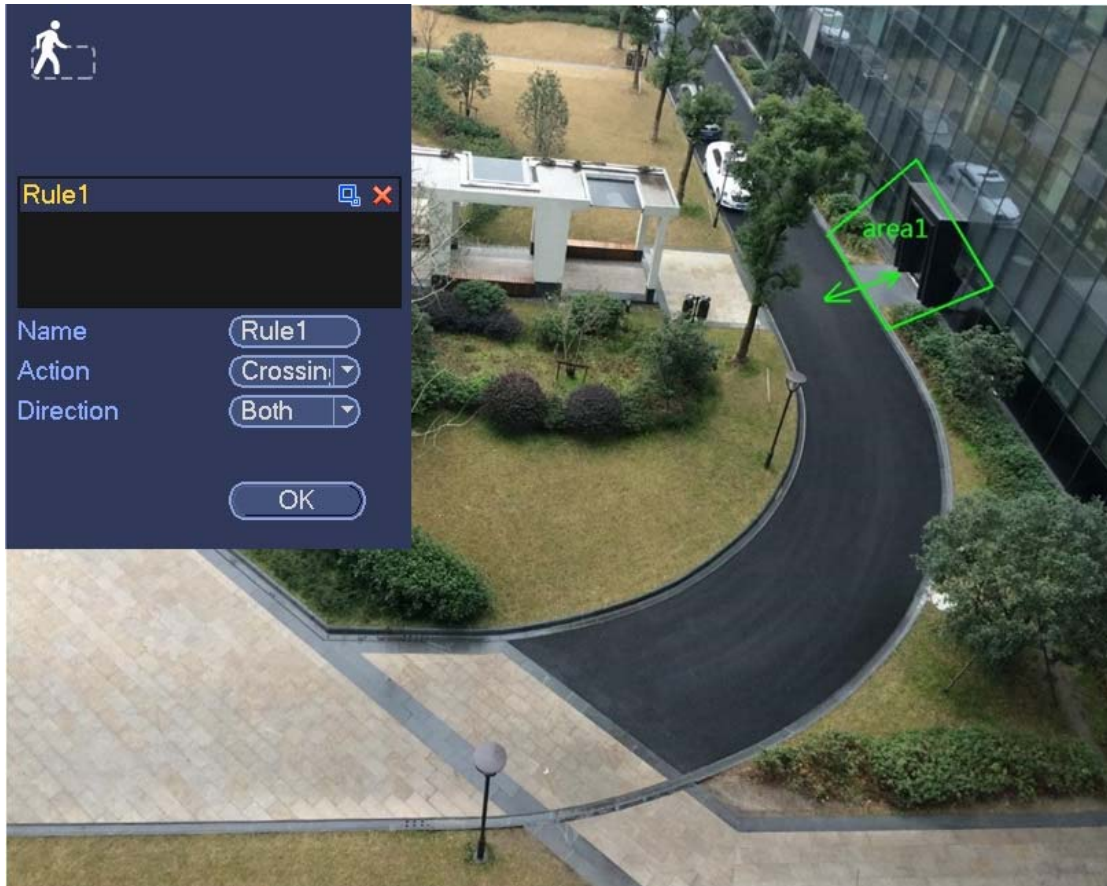 Rule1
Name Rule1
Action Crossin
Direction Both
OK
area1